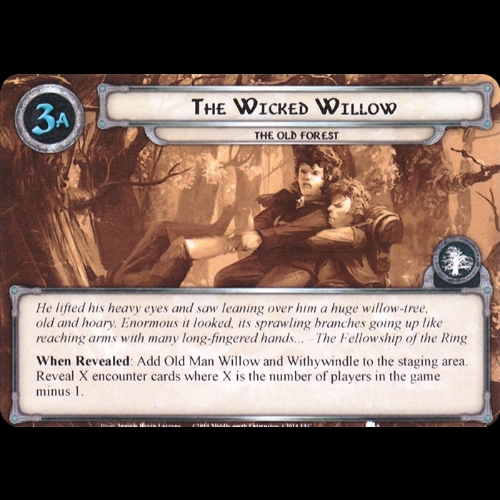 3A
THE WICKED WILLOW
THE OLD FOREST
He lifted his heavy eyes and saw leaning over him a huge willow-tree,
old and hoary. Enormous it looked, its sprawling branches going up like
reaching arms with many long-fingered hands... –The Fellowship of the Ring
When Revealed: Add Old Man Willow and Withywindle to the staging area.
Reveal X encounter cards where X is the number of players in the game
minus 1.